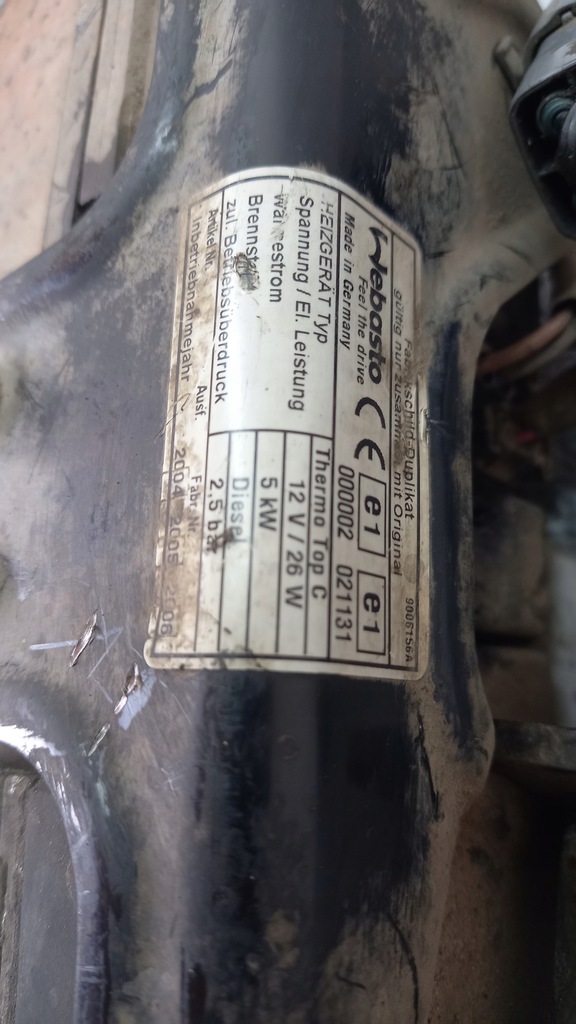 Fabrikschild-Duplikat 9006156A
gültig nur zusammen mit Original
Webasto CE e1 e1
Feel the drive
Made in Germany 000002 021131
HEIZGERÄT Typ Thermo Top C
Spannung / El. Leistung 12 V / 26 W
Wärmestrom 5 kW
Brennstoff Diesel
zul. Betriebsüberdruck 2,5 bar
Artikel Nr. Ausf. Fabr. Nr.
Inbetriebnahmejahr 2004 2005 2006